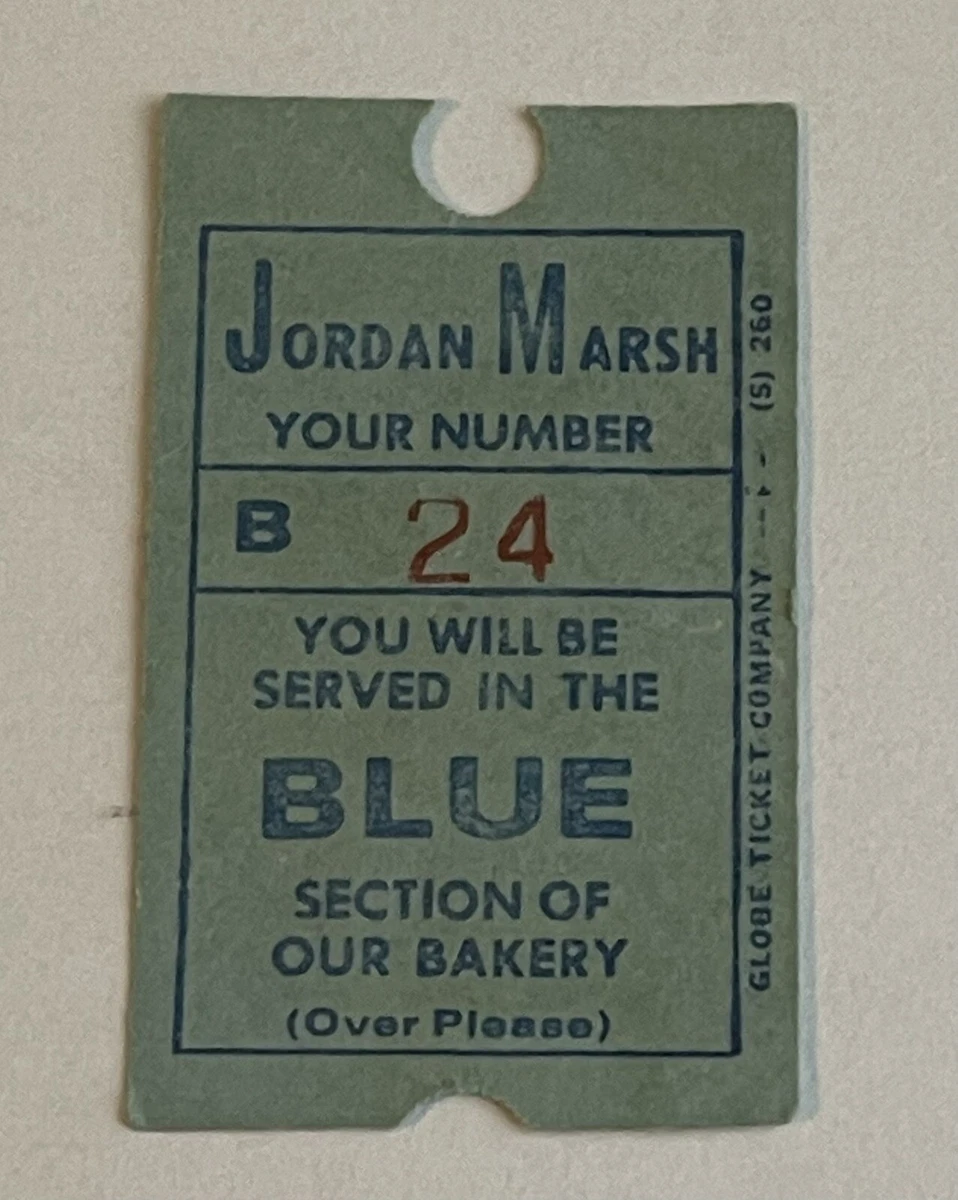 JORDAN MARSH
YOUR NUMBER
B 24
YOU WILL BE
SERVED IN THE
BLUE
SECTION OF
OUR BAKERY
(Over Please)
GLOBE TICKET COMPANY (S) 260